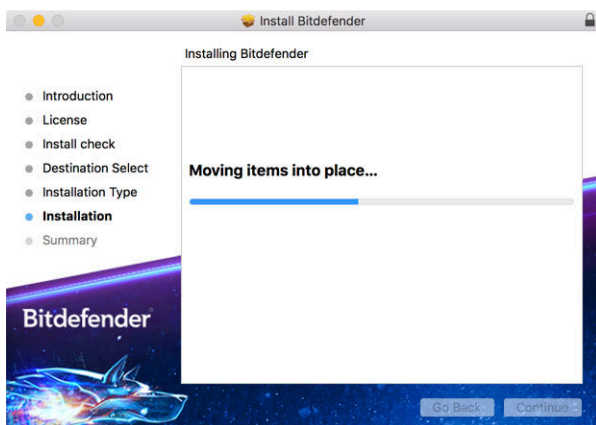 Install Bitdefender
Installing Bitdefender
Introduction
License
Install check
Destination Select
Installation Type
Installation
Summary
Moving items into place...
Bitdefender
Go Back
Continue